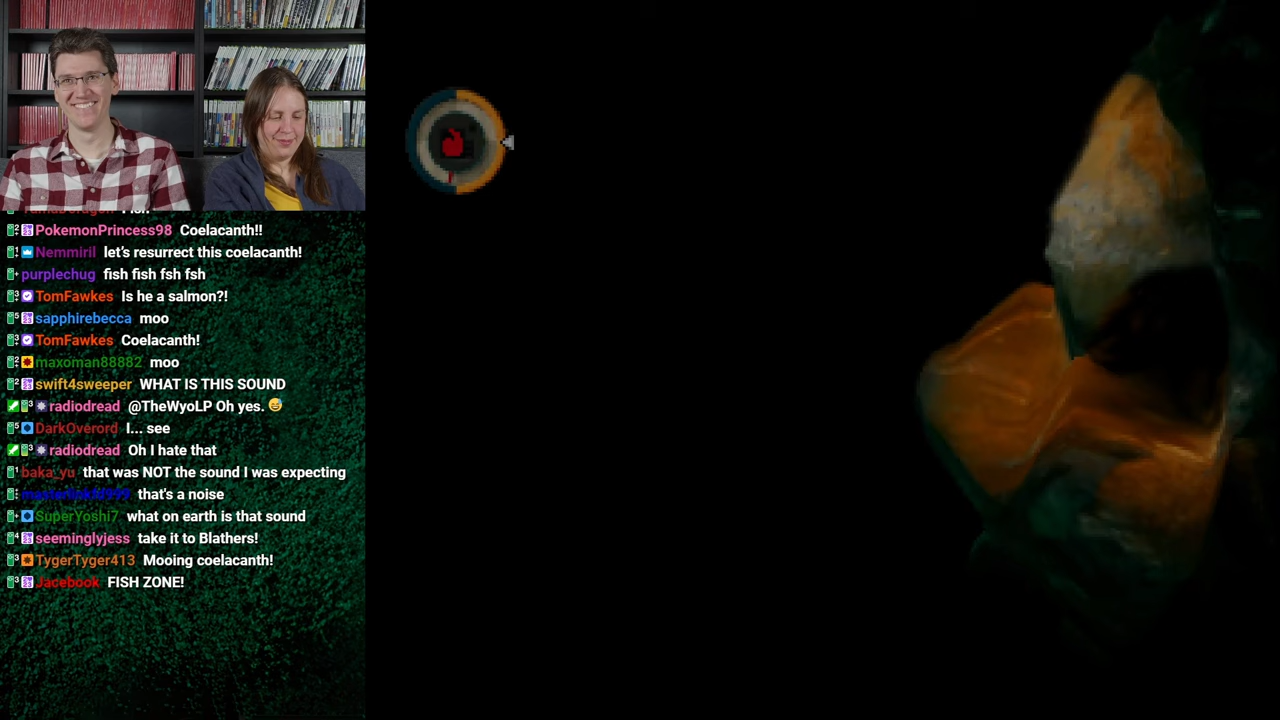 PokemonPrincess98 Coelacanth!!
Nemmiril let's resurrect this coelacanth!
purplechug fish fish fsh fsh
TomFawkes Is he a salmon?!
sapphirebecca moo
TomFawkes Coelacanth!
maxoman88882 moo
swift4sweeper WHAT IS THIS SOUND
radiodread @TheWyoLP Oh yes.
DarkOverord I... see
radiodread Oh I hate that
baka_yu that was NOT the sound I was expecting
that's a noise
SuperYoshi7 what on earth is that sound
seeminglyjess take it to Blathers!
TygerTyger413 Mooing coelacanth!
Jacebook FISH ZONE!